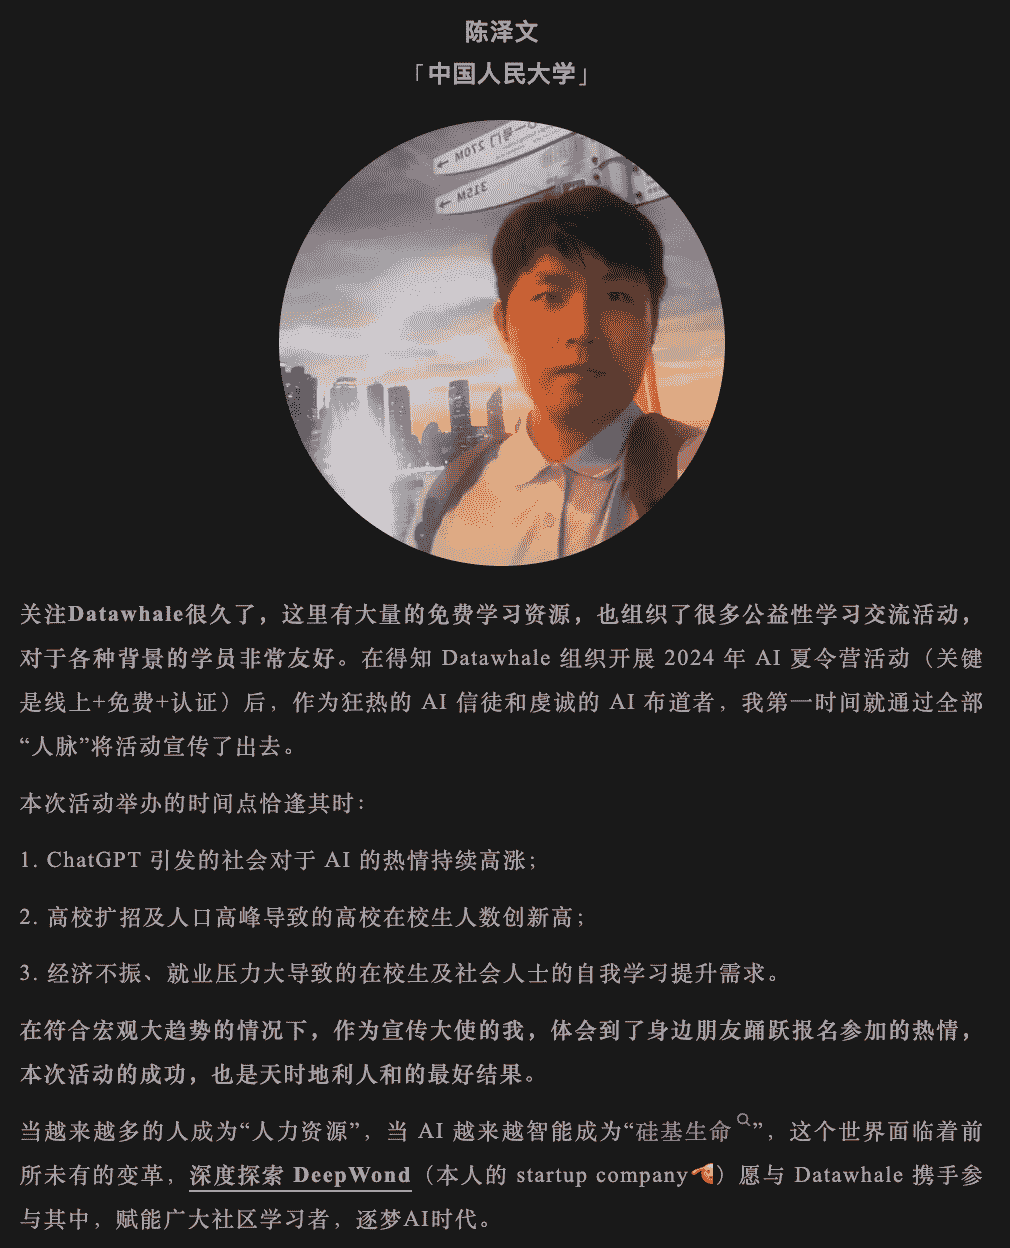 陈泽文
「中国人民大学」
一号门 270M
315M
关注Datawhale很久了，这里有大量的免费学习资源，也组织了很多公益性学习交流活动，
对于各种背景的学员非常友好。在得知 Datawhale 组织开展 2024 年 AI 夏令营活动（关键
是线上+免费+认证）后，作为狂热的 AI 信徒和虔诚的 AI 布道者，我第一时间就通过全部
“人脉”将活动宣传了出去。
本次活动举办的时间点恰逢其时：
1. ChatGPT 引发的社会对于 AI 的热情持续高涨；
2. 高校扩招及人口高峰导致的高校在校生人数创新高；
3. 经济不振、就业压力大导致的在校生及社会人士的自我学习提升需求。
在符合宏观大趋势的情况下，作为宣传大使的我，体会到了身边朋友踊跃报名参加的热情，
本次活动的成功，也是天时地利人和的最好结果。
当越来越多的人成为“人力资源”，当 AI 越来越智能成为“硅基生命”，这个世界面临着前
所未有的变革，深度探索 DeepWond（本人的 startup company）愿与 Datawhale 携手参
与其中，赋能广大社区学习者，逐梦AI时代。